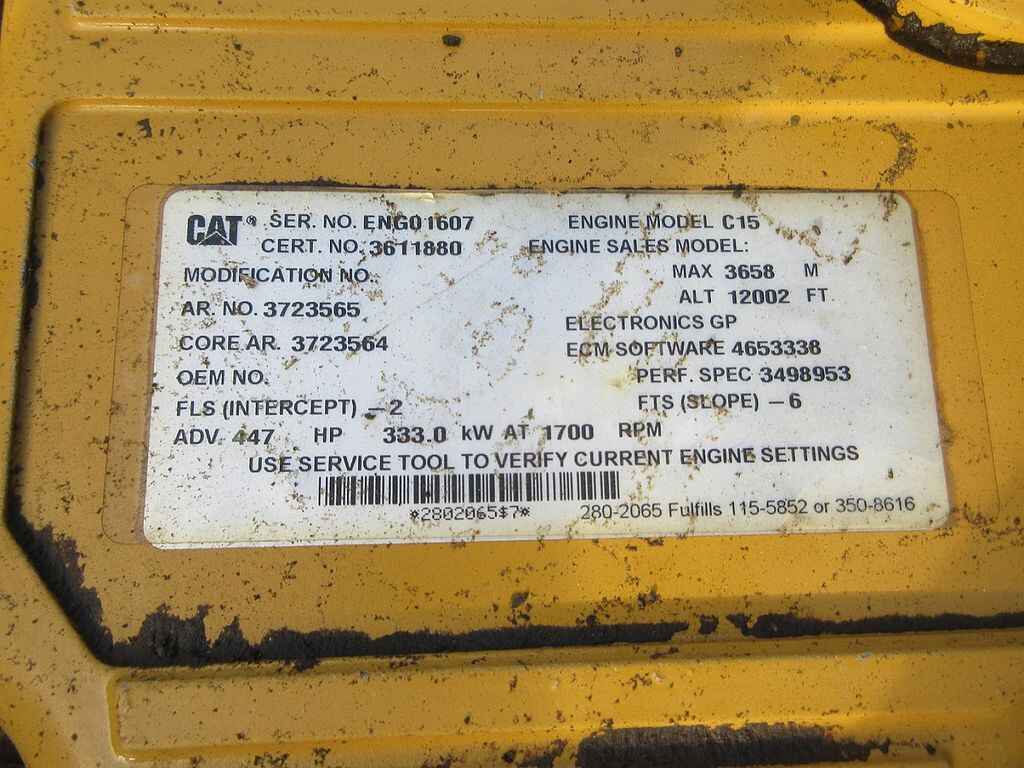 CAT® SER. NO. ENG01607 ENGINE MODEL C15
CERT. NO. 3611880 ENGINE SALES MODEL:
MODIFICATION NO. MAX 3658 M
ALT 12002 FT
AR. NO. 3723565 ELECTRONICS GP
CORE AR. 3723564 ECM SOFTWARE 4653338
OEM NO. PERF. SPEC 3498953
FLS (INTERCEPT) -2 FTS (SLOPE) -6
ADV. 447 HP 333.0 kW AT 1700 RPM
USE SERVICE TOOL TO VERIFY CURRENT ENGINE SETTINGS
*2802065$7* 280-2065 Fulfills 115-5852 or 350-8616